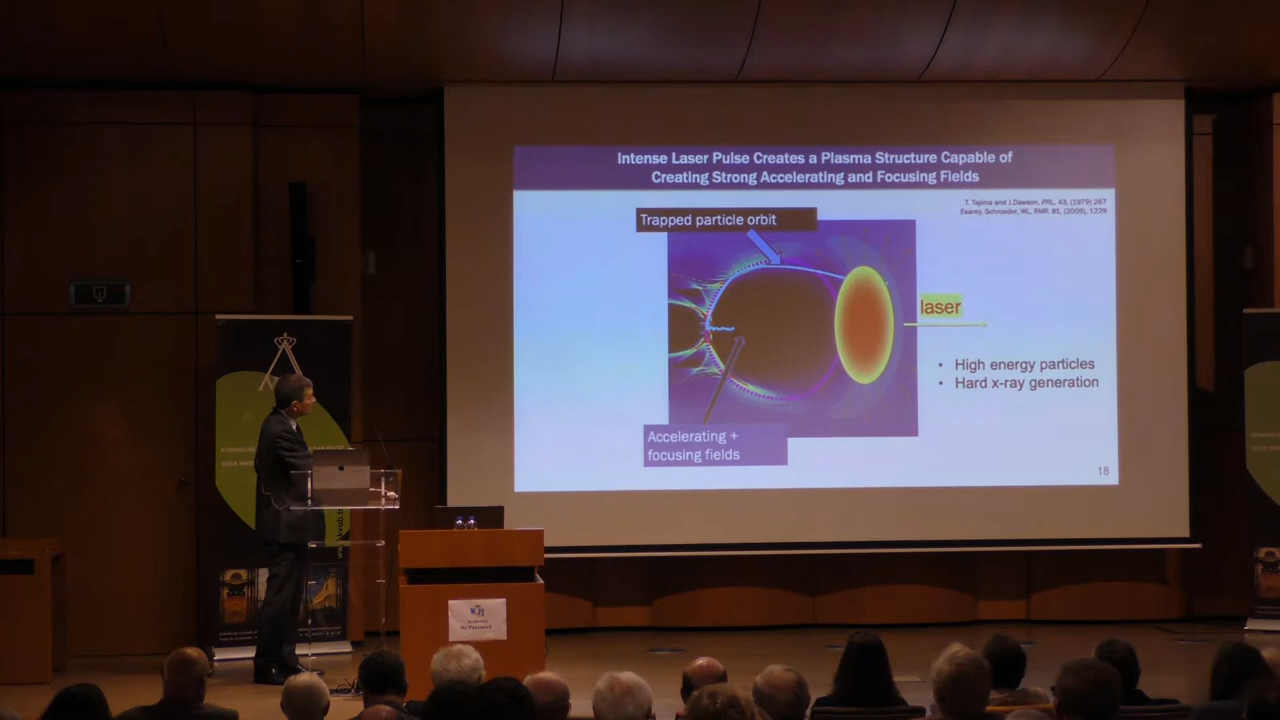 Intense Laser Pulse Creates a Plasma Structure Capable of
Creating Strong Accelerating and Focusing Fields
T. Tajima and J.Dawson, PRL, 43, (1979) 267
Esarey, Schroeder, WL, RMP, 81, (2009), 1229
Trapped particle orbit
laser
• High energy particles
• Hard x-ray generation
Accelerating +
focusing fields
18
No Password